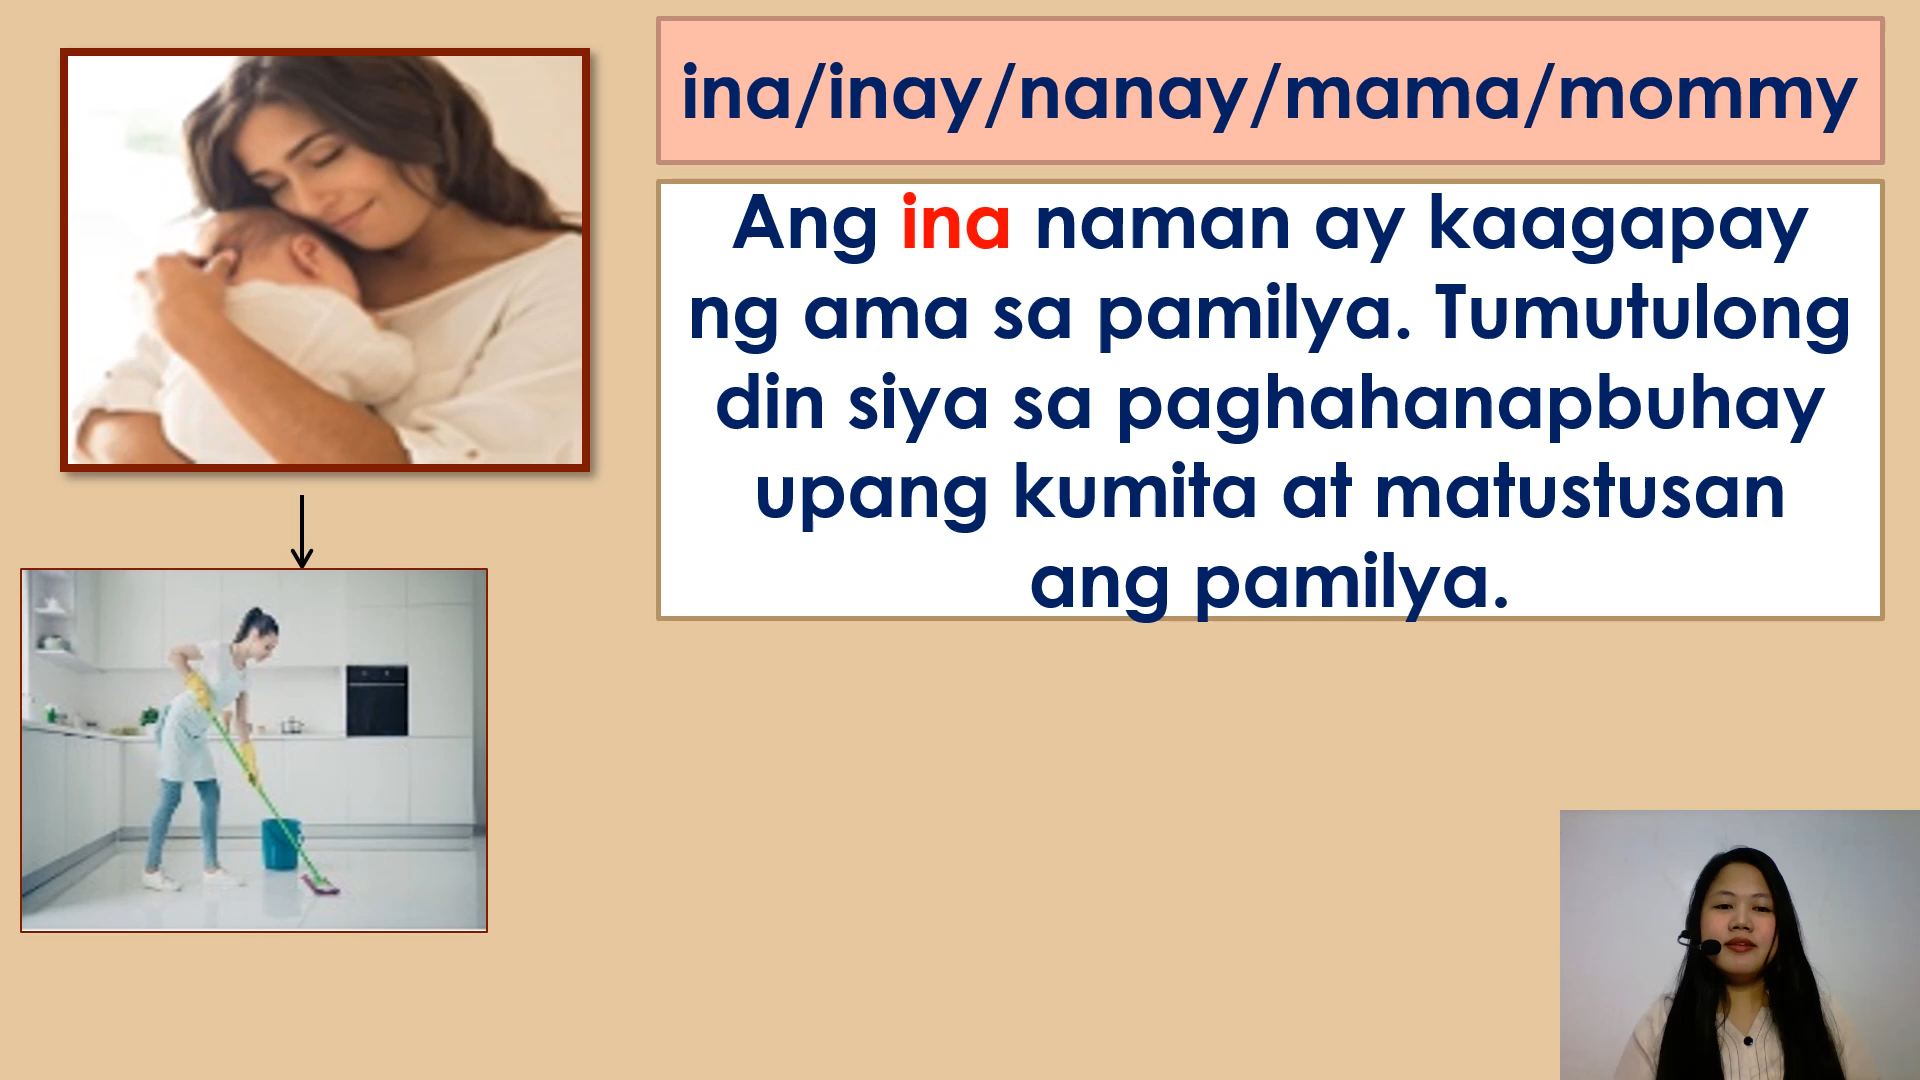 ina/inay/nanay/mama/mommy
Ang ina naman ay kaagapay
ng ama sa pamilya. Tumutulong
din siya sa paghahanapbuhay
upang kumita at matustusan
ang pamilya.